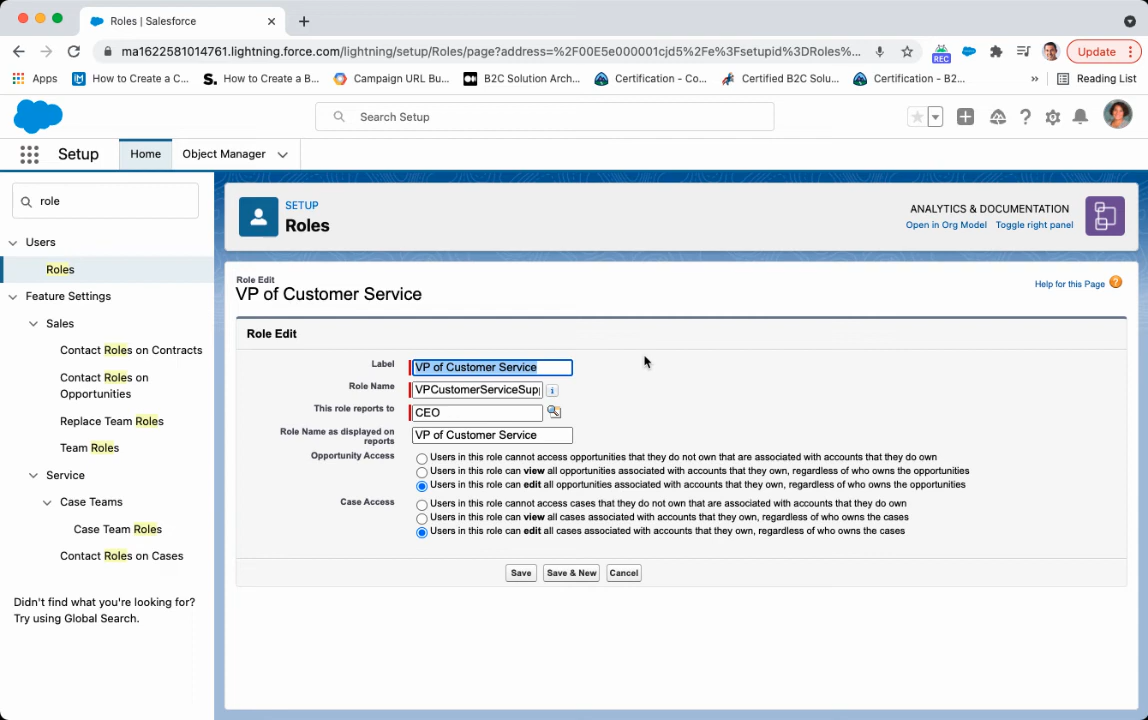 Roles | Salesforce
ma1622581014761.lightning.force.com/lightning/setup/Roles/page?address=%2F00E5e000001cjd5%2Fe%3Fsetupid%3DRoles%...
REC
Update
Apps
How to Create a C...
How to Create a B...
Campaign URL Bu...
B2C Solution Arch...
Certification - Co...
Certified B2C Solu...
Certification - B2...
»
Reading List
Search Setup
Setup
Home
Object Manager
role
Users
Roles
Feature Settings
Sales
Contact Roles on Contracts
Contact Roles on
Opportunities
Replace Team Roles
Team Roles
Service
Case Teams
Case Team Roles
Contact Roles on Cases
Didn't find what you're looking for?
Try using Global Search.
SETUP
Roles
ANALYTICS & DOCUMENTATION
Open in Org Model Toggle right panel
Role Edit
VP of Customer Service
Help for this Page
Role Edit
Label VP of Customer Service
Role Name VPCustomerServiceSup
This role reports to CEO
Role Name as displayed on
reports
VP of Customer Service
Opportunity Access
Users in this role cannot access opportunities that they do not own that are associated with accounts that they do own
Users in this role can view all opportunities associated with accounts that they own, regardless of who owns the opportunities
Users in this role can edit all opportunities associated with accounts that they own, regardless of who owns the opportunities
Case Access
Users in this role cannot access cases that they do not own that are associated with accounts that they do own
Users in this role can view all cases associated with accounts that they own, regardless of who owns the cases
Users in this role can edit all cases associated with accounts that they own, regardless of who owns the cases
Save
Save & New
Cancel